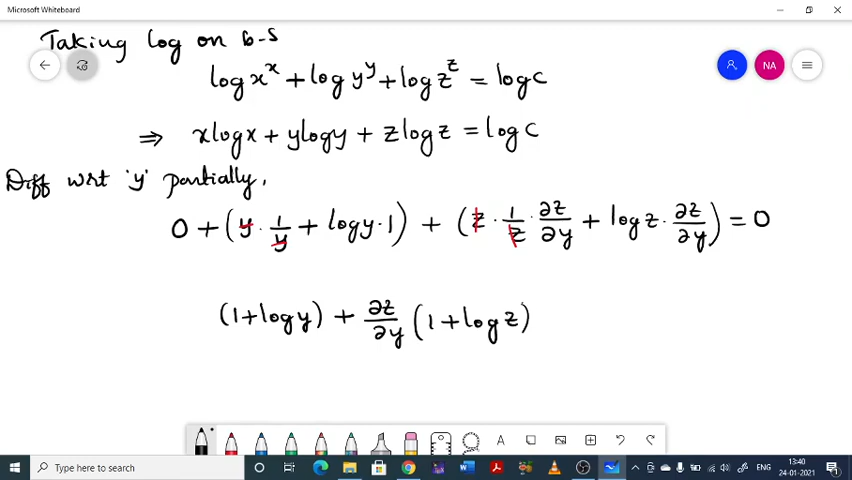 Microsoft Whiteboard
Taking log on b-s
NA
log x^x + log y^y + log z^z = log c
⇒ x log x + y log y + z log z = log c
Diff wrt 'y' partially,
0 + (y · 1/y + log y · 1) + (z · 1/z · ∂z/∂y + log z · ∂z/∂y) = 0
(1 + log y) + ∂z/∂y (1 + log z)
A
Type here to search
ENG
13:40
24-01-2021